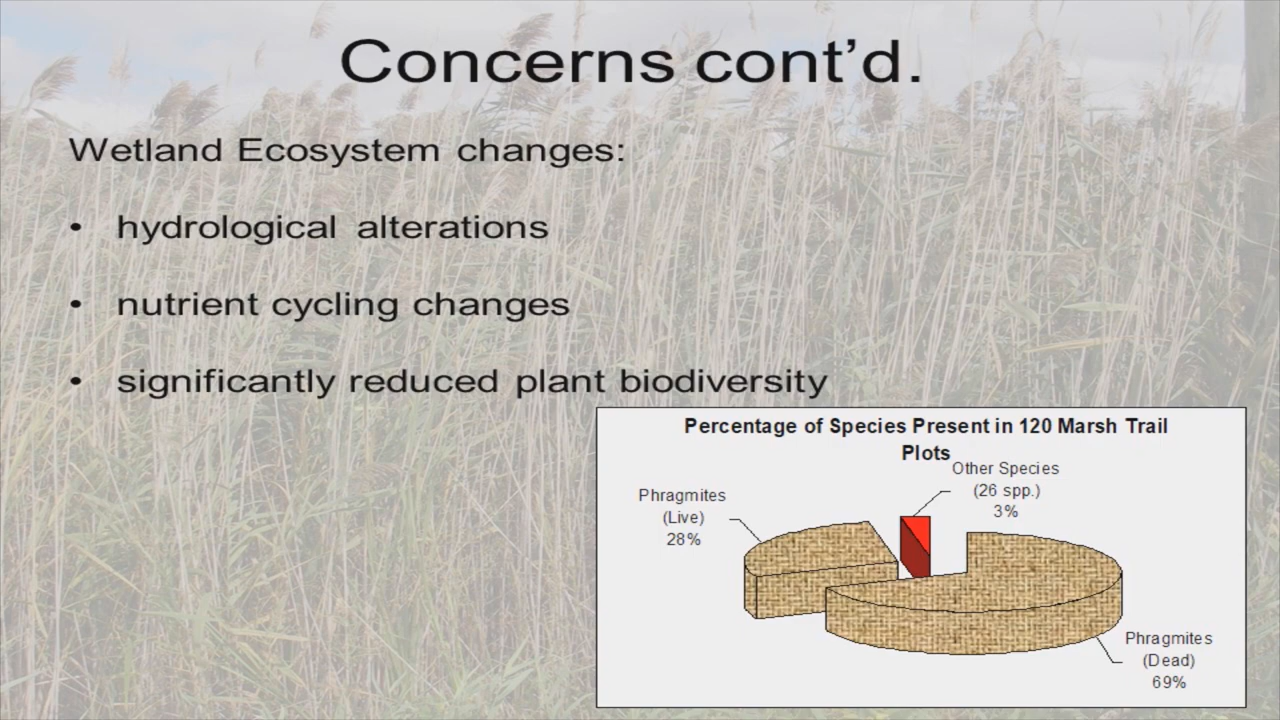 Concerns cont’d.
Wetland Ecosystem changes:
• hydrological alterations
• nutrient cycling changes
• significantly reduced plant biodiversity
Percentage of Species Present in 120 Marsh Trail
Plots
Other Species
(26 spp.)
3%
Phragmites
(Live)
28%
Phragmites
(Dead)
69%